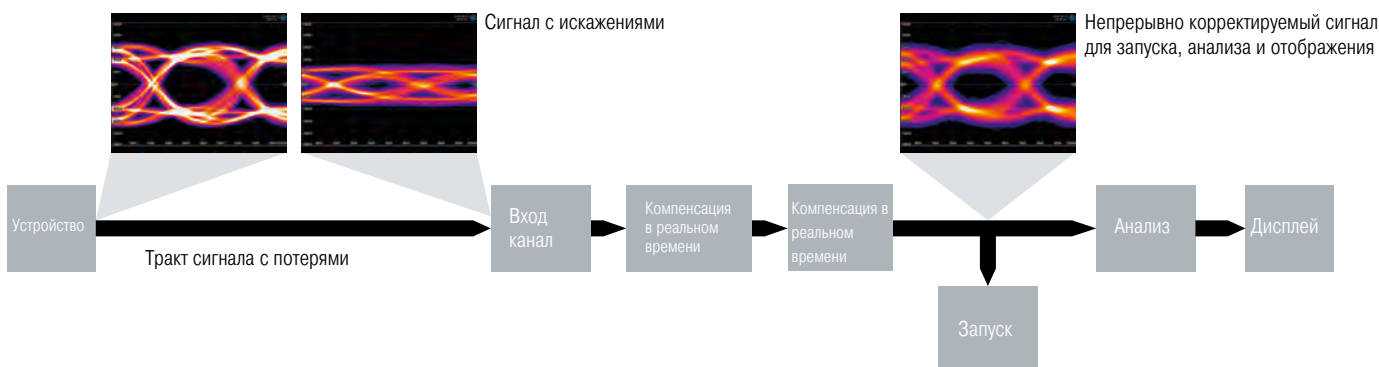 Сигнал с искажениями
Непрерывно корректируемый сигнал
для запуска, анализа и отображения
Устройство
Тракт сигнала с потерями
Вход
канал
Компенсация
в реальном
времени
Компенсация в
реальном
времени
Анализ
Дисплей
Запуск